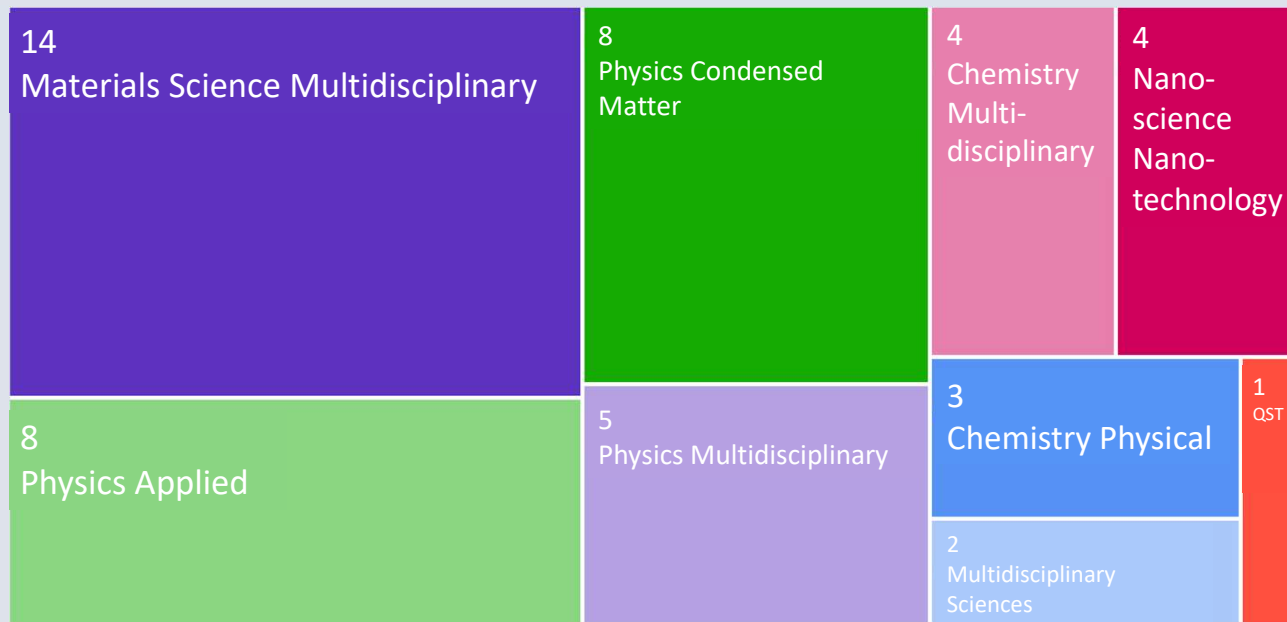 14
Materials Science Multidisciplinary
8
Physics Applied
8
Physics Condensed
Matter
5
Physics Multidisciplinary
4
Chemistry
Multi-
disciplinary
4
Nano-
science
Nano-
technology
3
Chemistry Physical
1
QST
2
Multidisciplinary
Sciences